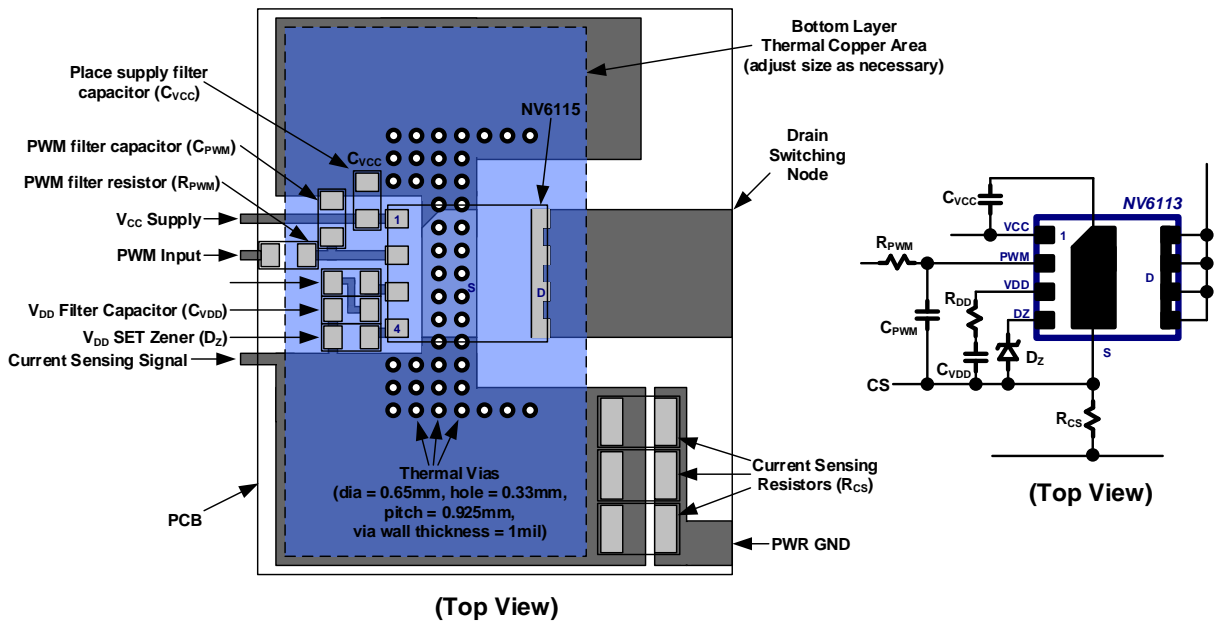 Bottom Layer
Thermal Copper Area
(adjust size as necessary)
Place supply filter
capacitor (CVCC)
NV6115
PWM filter capacitor (CPWM)
CVCC
PWM filter resistor (RPWM)
Drain
Switching
Node
VCC Supply
1
PWM Input
S
D
VDD Filter Capacitor (CVDD)
4
VDD SET Zener (DZ)
Current Sensing Signal
Thermal Vias
(dia = 0.65mm, hole = 0.33mm,
pitch = 0.925mm,
via wall thickness = 1mil)
Current Sensing
Resistors (RCS)
PCB
PWR GND
(Top View)
CVCC
NV6113
VCC
1
RPWM
PWM
VDD
D
RDD
DZ
CPWM
S
DZ
CVDD
CS
RCS
(Top View)